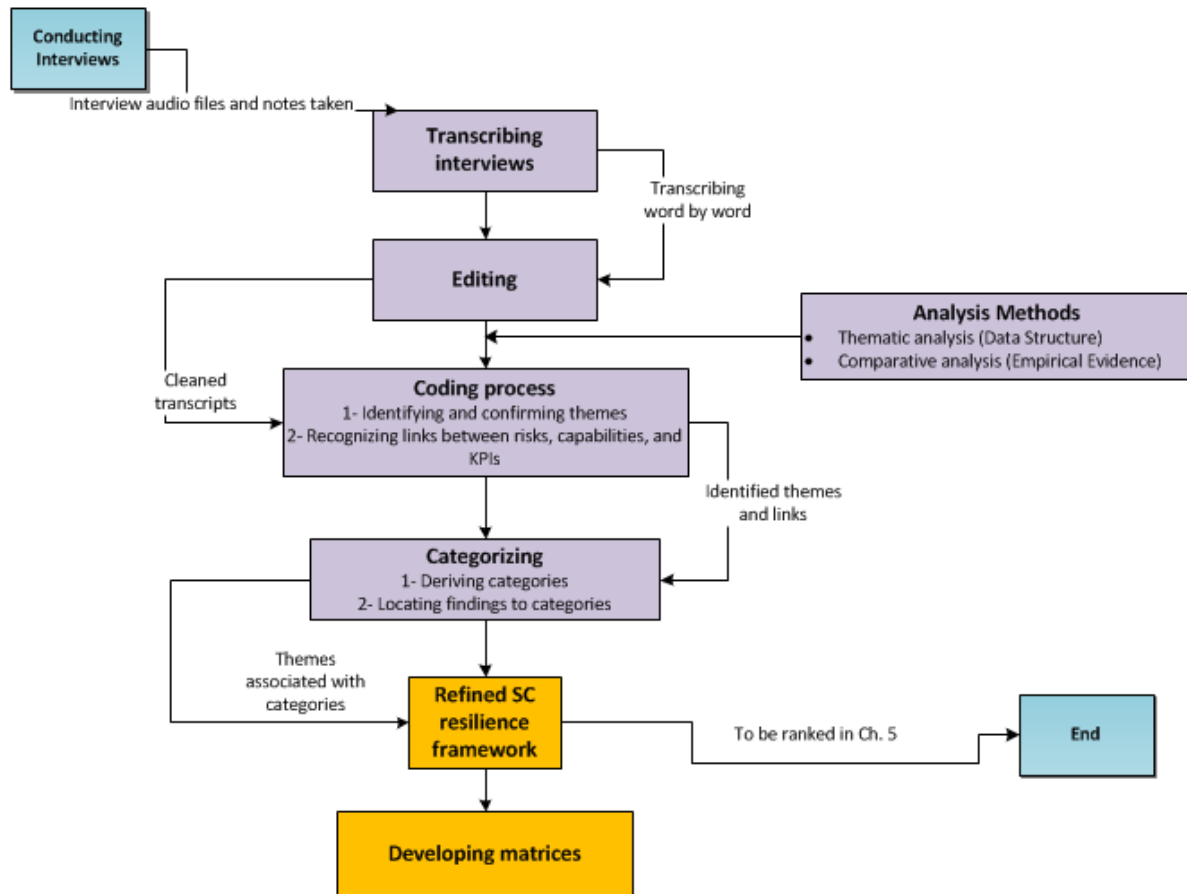 Conducting
Interviews
Interview audio files and notes taken
Transcribing
interviews
Transcribing
word by word
Editing
Analysis Methods
• Thematic analysis (Data Structure)
• Comparative analysis (Empirical Evidence)
Cleaned
transcripts
Coding process
1- Identifying and confirming themes
2- Recognizing links between risks, capabilities, and
KPIs
Identified themes
and links
Categorizing
1- Deriving categories
2- Locating findings to categories
Themes
associated with
categories
Refined SC
resilience
framework
To be ranked in Ch. 5
End
Developing matrices